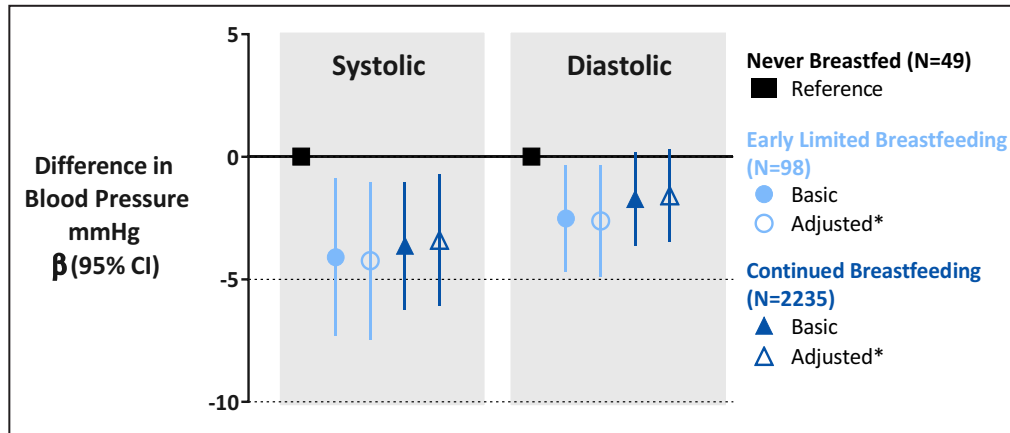 5
0
-5
-10
Difference in
Blood Pressure
mmHg
β (95% CI)
Systolic
Diastolic
Never Breastfed (N=49)
Reference
Early Limited Breastfeeding
(N=98)
Basic
Adjusted*
Continued Breastfeeding
(N=2235)
Basic
Adjusted*